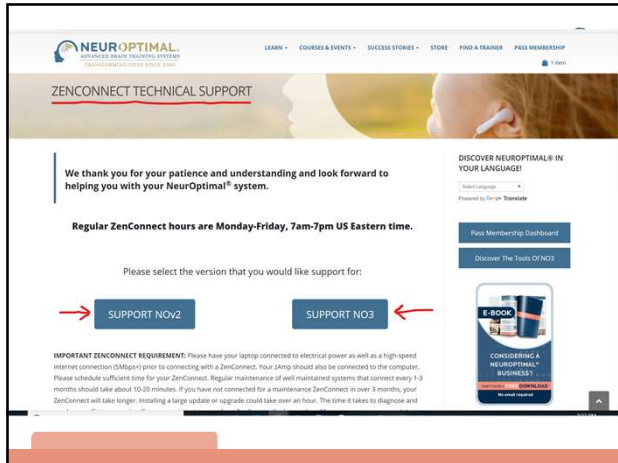 NEUROPTIMAL®
ADVANCED BRAIN TRAINING SYSTEMS
TRANSFORMING LIVES SINCE 2000
LEARN COURSES & EVENTS SUCCESS STORIES STORE FIND A TRAINER PASS MEMBERSHIP
1 item
ZENCONNECT TECHNICAL SUPPORT
We thank you for your patience and understanding and look forward to
helping you with your NeurOptimal® system.
Regular ZenConnect hours are Monday-Friday, 7am-7pm US Eastern time.
Please select the version that you would like support for:
SUPPORT NOv2
SUPPORT NO3
IMPORTANT ZENCONNECT REQUIREMENT: Please have your laptop connected to electrical power as well as a high-speed
internet connection (5Mbps+) prior to connecting with a ZenConnect. Your zAmp should also be connected to the computer.
Please schedule sufficient time for your ZenConnect. Regular maintenance of well maintained systems that connect every 1-3
months should take about 10-20 minutes. If you have not connected for a maintenance ZenConnect in over 3 months, your
ZenConnect will take longer. Installing a large update or upgrade could take over an hour. The time it takes to diagnose and
DISCOVER NEUROPTIMAL® IN
YOUR LANGUAGE!
Select Language
Powered by Google Translate
Pass Membership Dashboard
Discover The Tools Of NO3
E-BOOK
CONSIDERING A
NEUROPTIMAL®
BUSINESS?
FREE DOWNLOAD
No email required